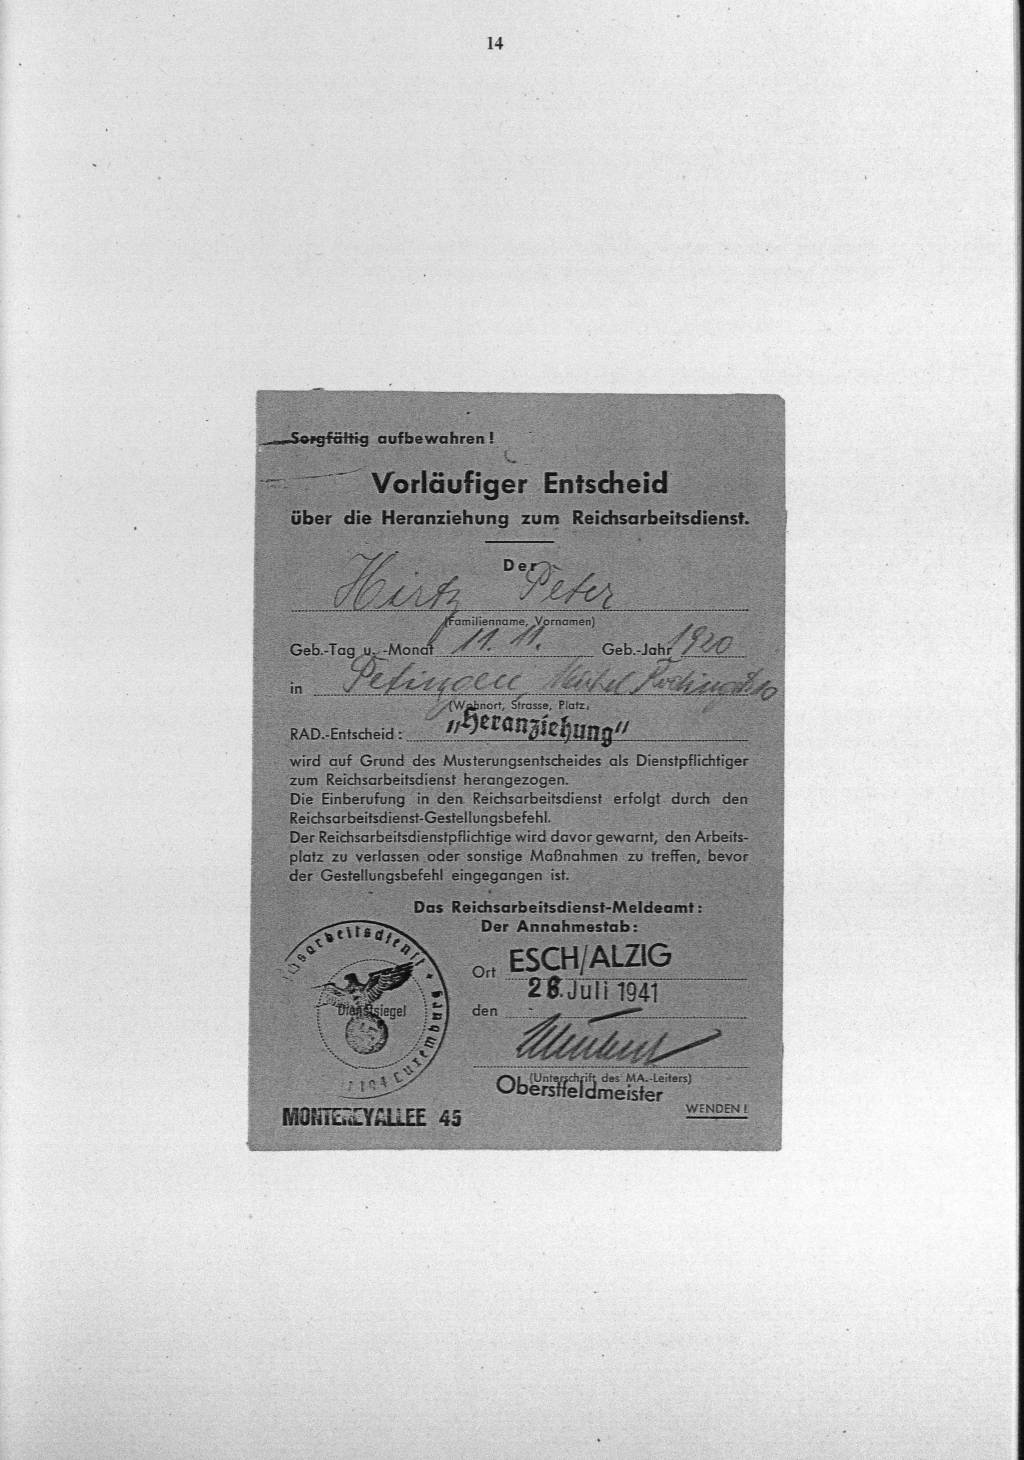 14
Sorgfältig aufbewahren!
Vorläufiger Entscheid
über die Heranziehung zum Reichsarbeitsdienst.
Der
Hirtz Peter
(Familienname, Vornamen)
Geb.-Tag u. -Monat 11. 11. Geb.-Jahr 1920
in Petingen
(Wohnort, Strasse, Platz,
RAD.-Entscheid: „Heranziehung"
wird auf Grund des Musterungsentscheides als Dienstpflichtiger
zum Reichsarbeitsdienst herangezogen.
Die Einberufung in den Reichsarbeitsdienst erfolgt durch den
Reichsarbeitsdienst-Gestellungsbefehl.
Der Reichsarbeitsdienstpflichtige wird davor gewarnt, den Arbeits-
platz zu verlassen oder sonstige Maßnahmen zu treffen, bevor
der Gestellungsbefehl eingegangen ist.
Das Reichsarbeitsdienst-Meldeamt:
Der Annahmestab:
Ort ESCH/ALZIG
den 26. Juli 1941
Dienstsiegel
Luxemburg
(Unterschrift des MA.-Leiters)
Oberstfeldmeister
MONTEREYALLEE 45
WENDEN!